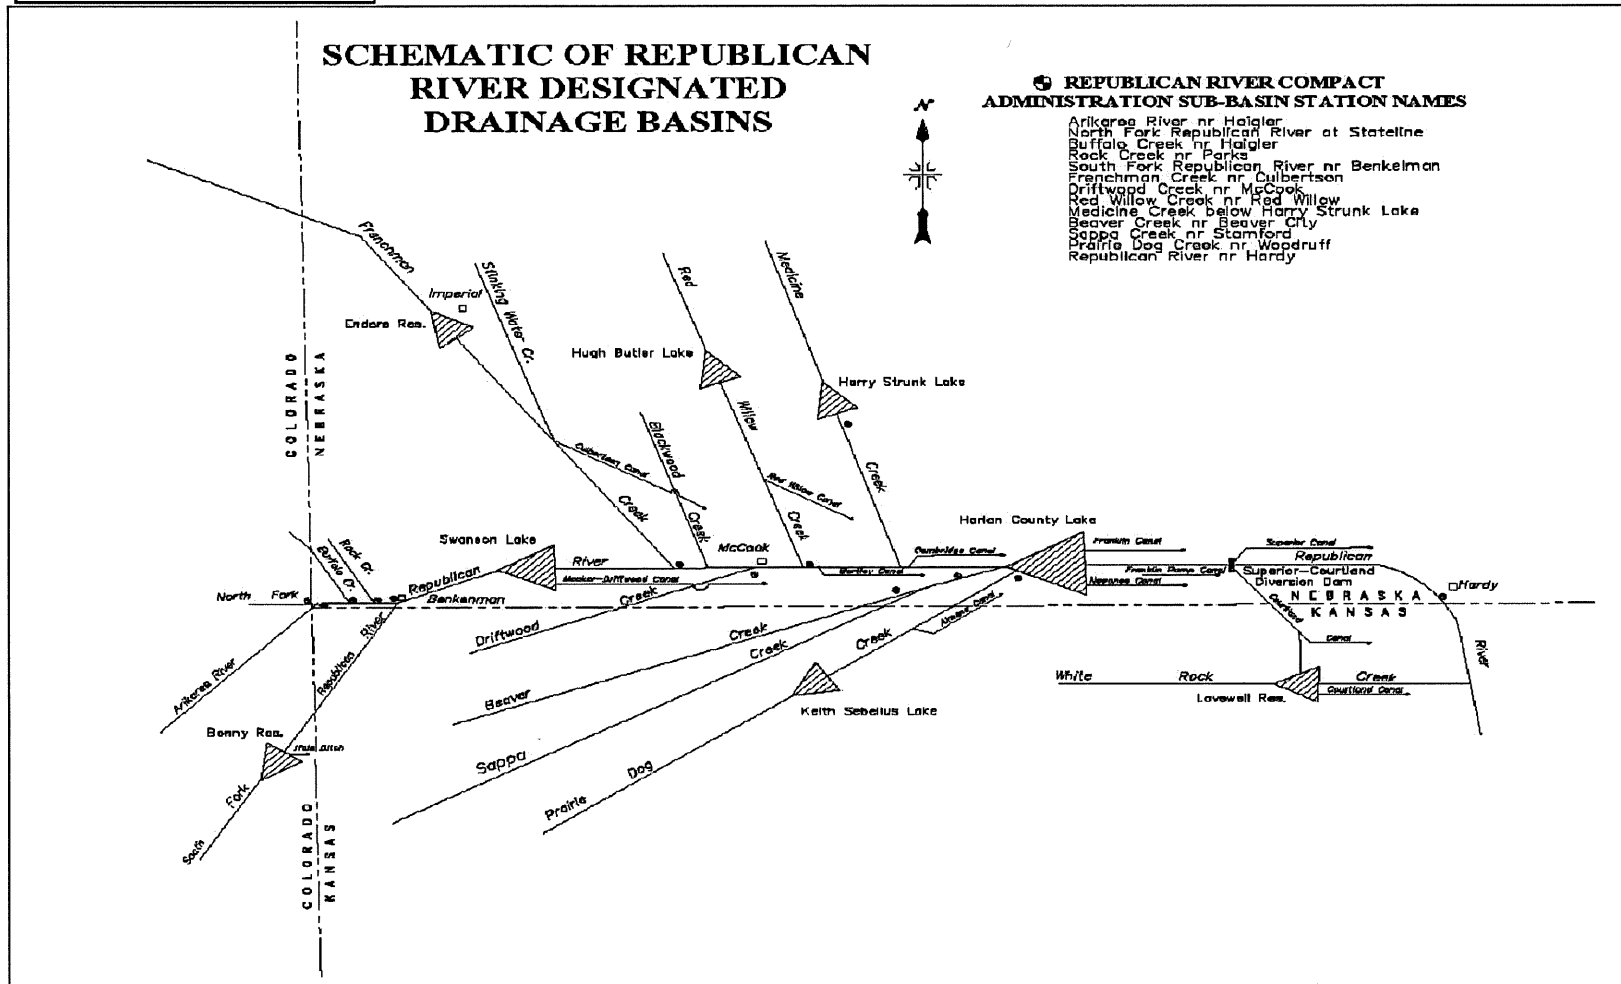 SCHEMATIC OF REPUBLICAN
RIVER DESIGNATED
DRAINAGE BASINS
N
REPUBLICAN RIVER COMPACT
ADMINISTRATION SUB-BASIN STATION NAMES
Arikaree River nr Haigler
North Fork Republican River at Stateline
Buffalo Creek nr Haigler
Rock Creek nr Parks
South Fork Republican River nr Benkelman
Frenchman Creek nr Culbertson
Driftwood Creek nr McCook
Red Willow Creek nr Red Willow
Medicine Creek below Harry Strunk Lake
Beaver Creek nr Beaver City
Sappa Creek nr Stamford
Prairie Dog Creek nr Woodruff
Republican River nr Hardy
Frenchman
Stinking Water Cr.
Red
Medicine
Imperial
Enders Res.
Hugh Butler Lake
Harry Strunk Lake
COLORADO
NEBRASKA
Willow
Blackwood
Culbertson Canal
Creek
Red Willow Canal
Creek
Creek
Creek
Swanson Lake
McCook
Harlan County Lake
River
Cambridge Canal
Franklin Canal
Superior Canal
Republican
Rock Cr.
Buffalo Cr.
Republican
Meeker-Driftwood Canal
Bartley Canal
Franklin Pump Canal
Naponee Canal
Superior-Courtland
Diversion Dam
Hardy
North Fork
Benkenman
Creek
NEBRASKA
KANSAS
River
Driftwood
Creek
Creek
Creek
Almena Canal
Courtland
Canal
River
Arikaree River
Republican
Beaver
Keith Sebelius Lake
White Rock Creek
Lovewell Res.
Courtland Canal
Bonny Res.
State Ditch
Sappa
Dog
Prairie
Fork
South
COLORADO
KANSAS